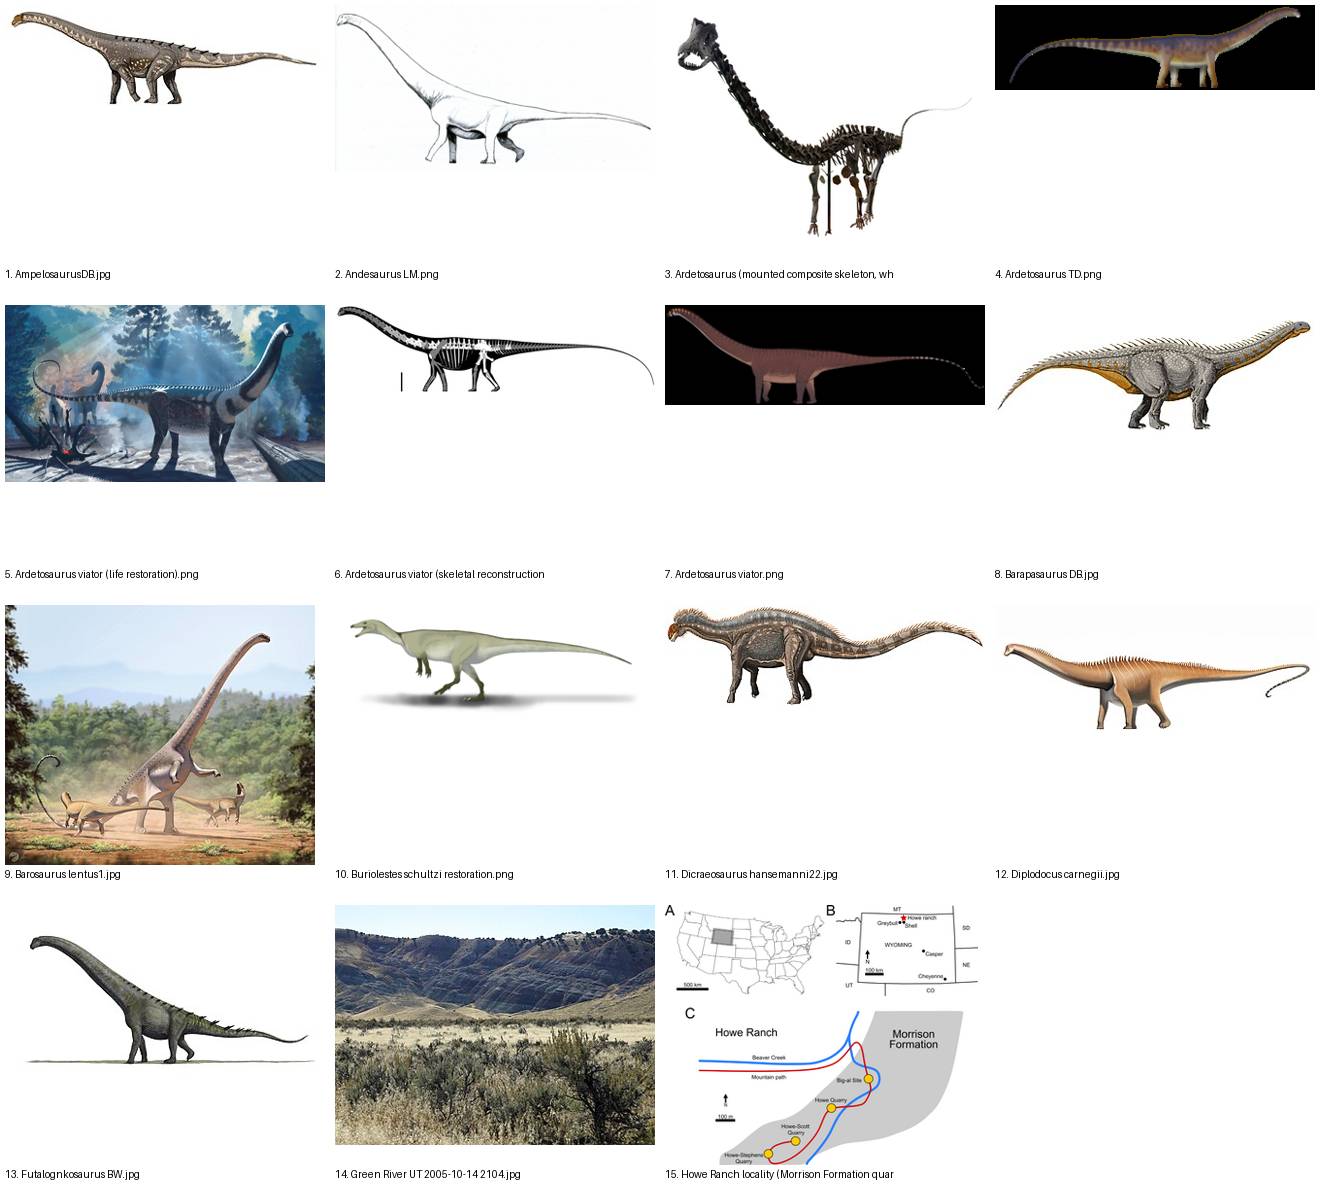 1. AmpelosaurusDB.jpg
2. Andesaurus LM.png
3. Ardetosaurus (mounted composite skeleton, wh
4. Ardetosaurus TD.png
5. Ardetosaurus viator (life restoration).png
6. Ardetosaurus viator (skeletal reconstruction
7. Ardetosaurus viator.png
8. Barapasaurus DB.jpg
9. Barosaurus lentus1.jpg
10. Buriolestes schultzi restoration.png
11. Dicraeosaurus hansemanni22.jpg
12. Diplodocus carnegii.jpg
A
500 km
B
MT
Howe ranch
Greybull
Shell
ID
SD
WYOMING
Casper
N
100 km
NE
Cheyenne
UT
CO
C
Howe Ranch
Morrison
Formation
Beaver Creek
Mountain path
Big-al Site
N
100 m
Howe Quarry
Howe-Scott
Quarry
Howe-Stephens
Quarry
13. Futalognkosaurus BW.jpg
14. Green River UT 2005-10-14 2104.jpg
15. Howe Ranch locality (Morrison Formation quar